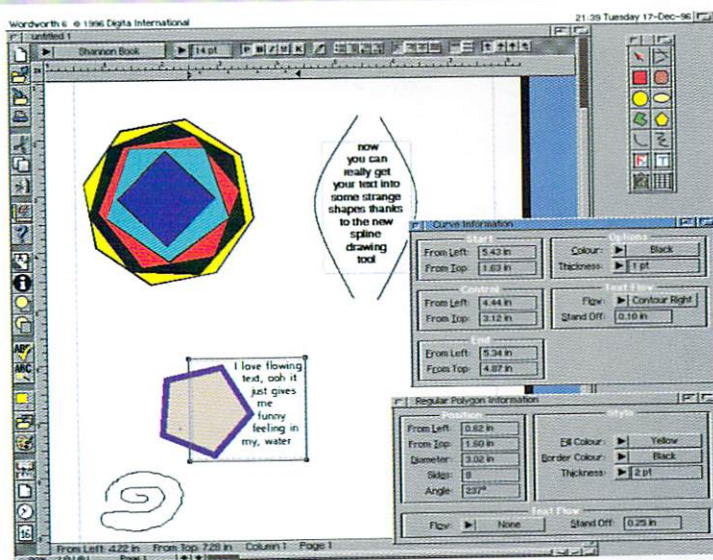 Wordworth 6 © 1996 Digita International
21:39 Tuesday 17-Dec-96
untitled 1
Shannon Book
14 pt
now
you can
really get
your text into
some strange
shapes thanks
to the new
spline
drawing
tool
I love flowing
text, ooh it
just gives
me
funny
feeling in
my, water
Curve Information
Start
From Left: 5.43 in
From Top: 1.63 in
Control
From Left: 4.44 in
From Top: 3.12 in
End
From Left: 5.34 in
From Top: 4.87 in
Options
Colour: Black
Thickness: 1 pt
Text Flow
Flow: Contour Right
Stand Off: 0.10 in
Regular Polygon Information
Position
From Left: 0.62 in
From Top: 1.60 in
Diameter: 3.02 in
Sides: 8
Angle: 237°
Style
Fill Colour: Yellow
Border Colour: Black
Thickness: 2 pt
Text Flow
Flow: None
Stand Off: 0.25 in
ABC
ABC
16
From Left: 4.22 in From Top: 7.28 in Column 1 Page 1
Page 1